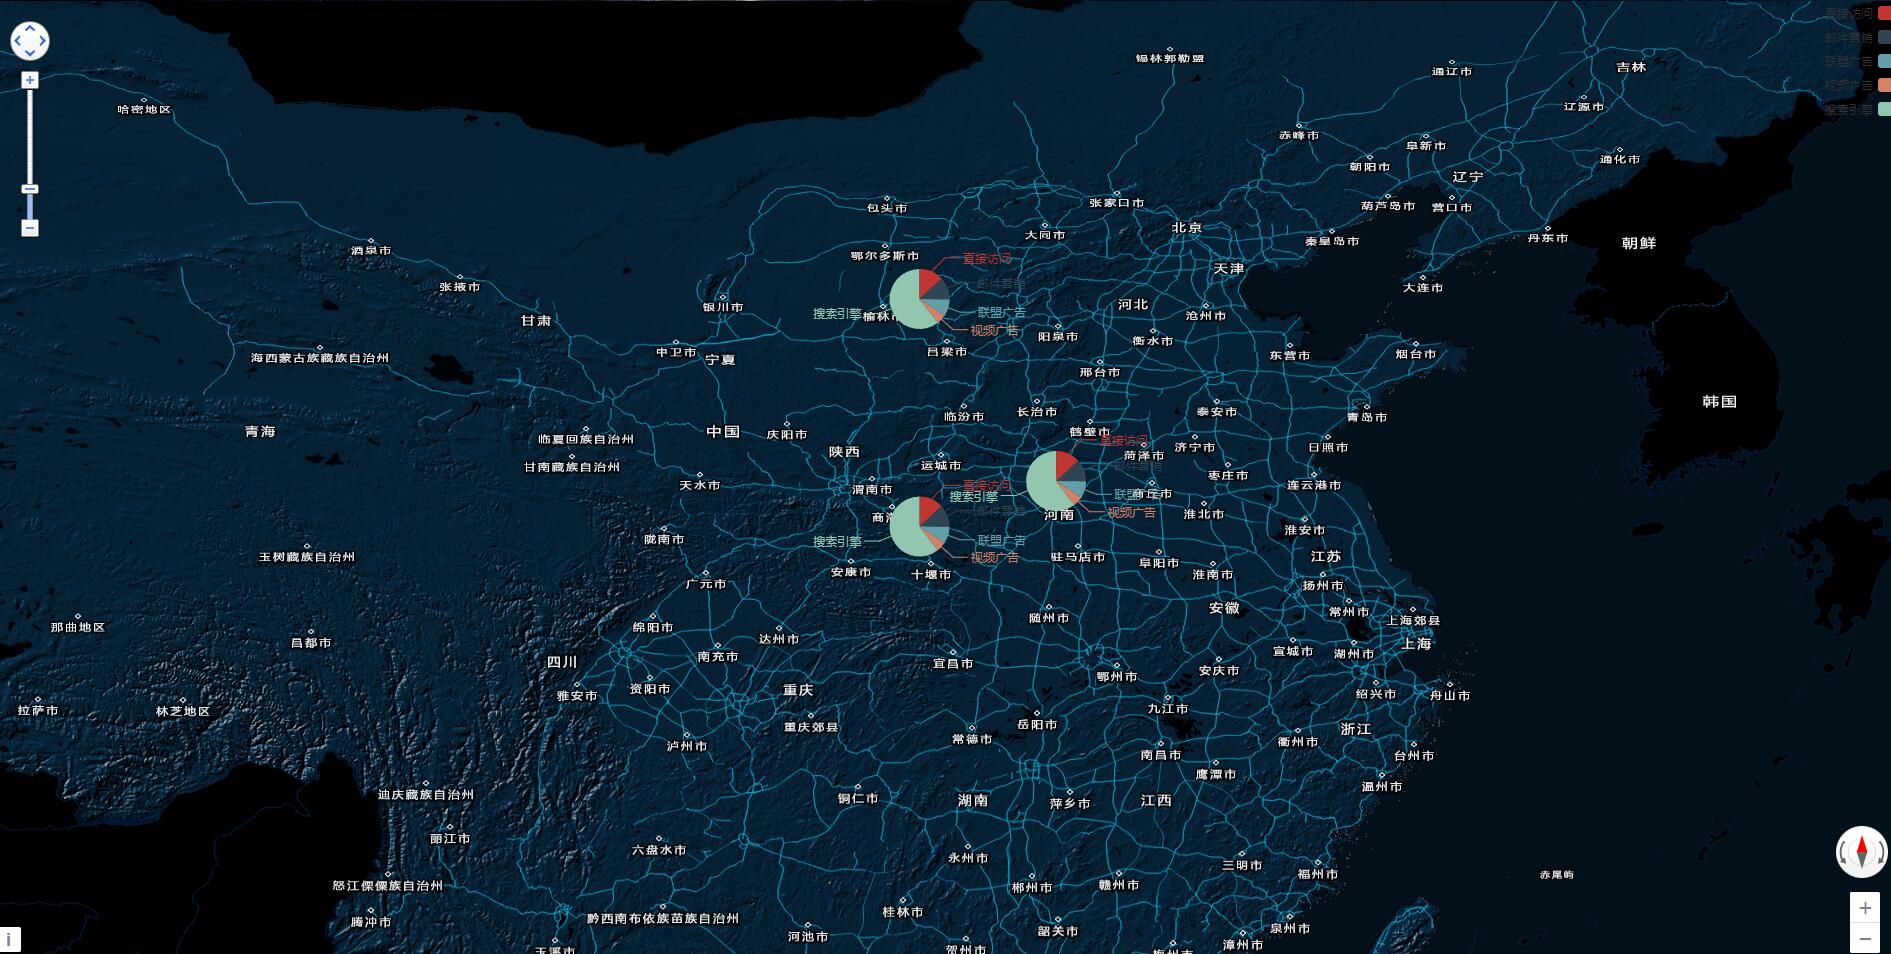 直接访问
邮件营销
联盟广告
视频广告
搜索引擎
锡林郭勒盟
通辽市
吉林
哈密地区
辽源市
赤峰市
阜新市
朝阳市
通化市
辽宁
包头市
张家口市
葫芦岛市
营口市
北京
大同市
秦皇岛市
丹东市
朝鲜
酒泉市
鄂尔多斯市
直接访问
天津
张掖市
邮件营销
大连市
银川市
河北
搜索引擎
榆林市
联盟广告
沧州市
甘肃
视频广告
阳泉市
衡水市
海西蒙古族藏族自治州
中卫市
宁夏
吕梁市
东营市
烟台市
邢台市
韩国
临汾市
长治市
泰安市
青岛市
青海
中国
庆阳市
鹤壁市
直接访问
临夏回族自治州
陕西
菏泽市
济宁市
日照市
甘南藏族自治州
运城市
邮件营销
枣庄市
天水市
渭南市
直接访问
搜索引擎
联盟广告
商丘市
连云港市
商洛
邮件营销
河南
视频广告
淮北市
淮安市
陇南市
搜索引擎
联盟广告
玉树藏族自治州
视频广告
驻马店市
阜阳市
江苏
安康市
十堰市
淮南市
广元市
扬州市
安徽
常州市
随州市
上海郊县
那曲地区
绵阳市
昌都市
达州市
上海
南充市
宣城市
湖州市
四川
宜昌市
安庆市
鄂州市
雅安市
资阳市
重庆
绍兴市
舟山市
拉萨市
林芝地区
九江市
重庆郊县
岳阳市
浙江
泸州市
常德市
衢州市
南昌市
台州市
鹰潭市
温州市
迪庆藏族自治州
铜仁市
湖南
萍乡市
江西
丽江市
六盘水市
永州市
三明市
福州市
赤尾屿
怒江傈僳族自治州
郴州市
赣州市
腾冲市
黔西南布依族苗族自治州
桂林市
韶关市
泉州市
河池市
漳州市
玉溪市
贺州市
梅州市